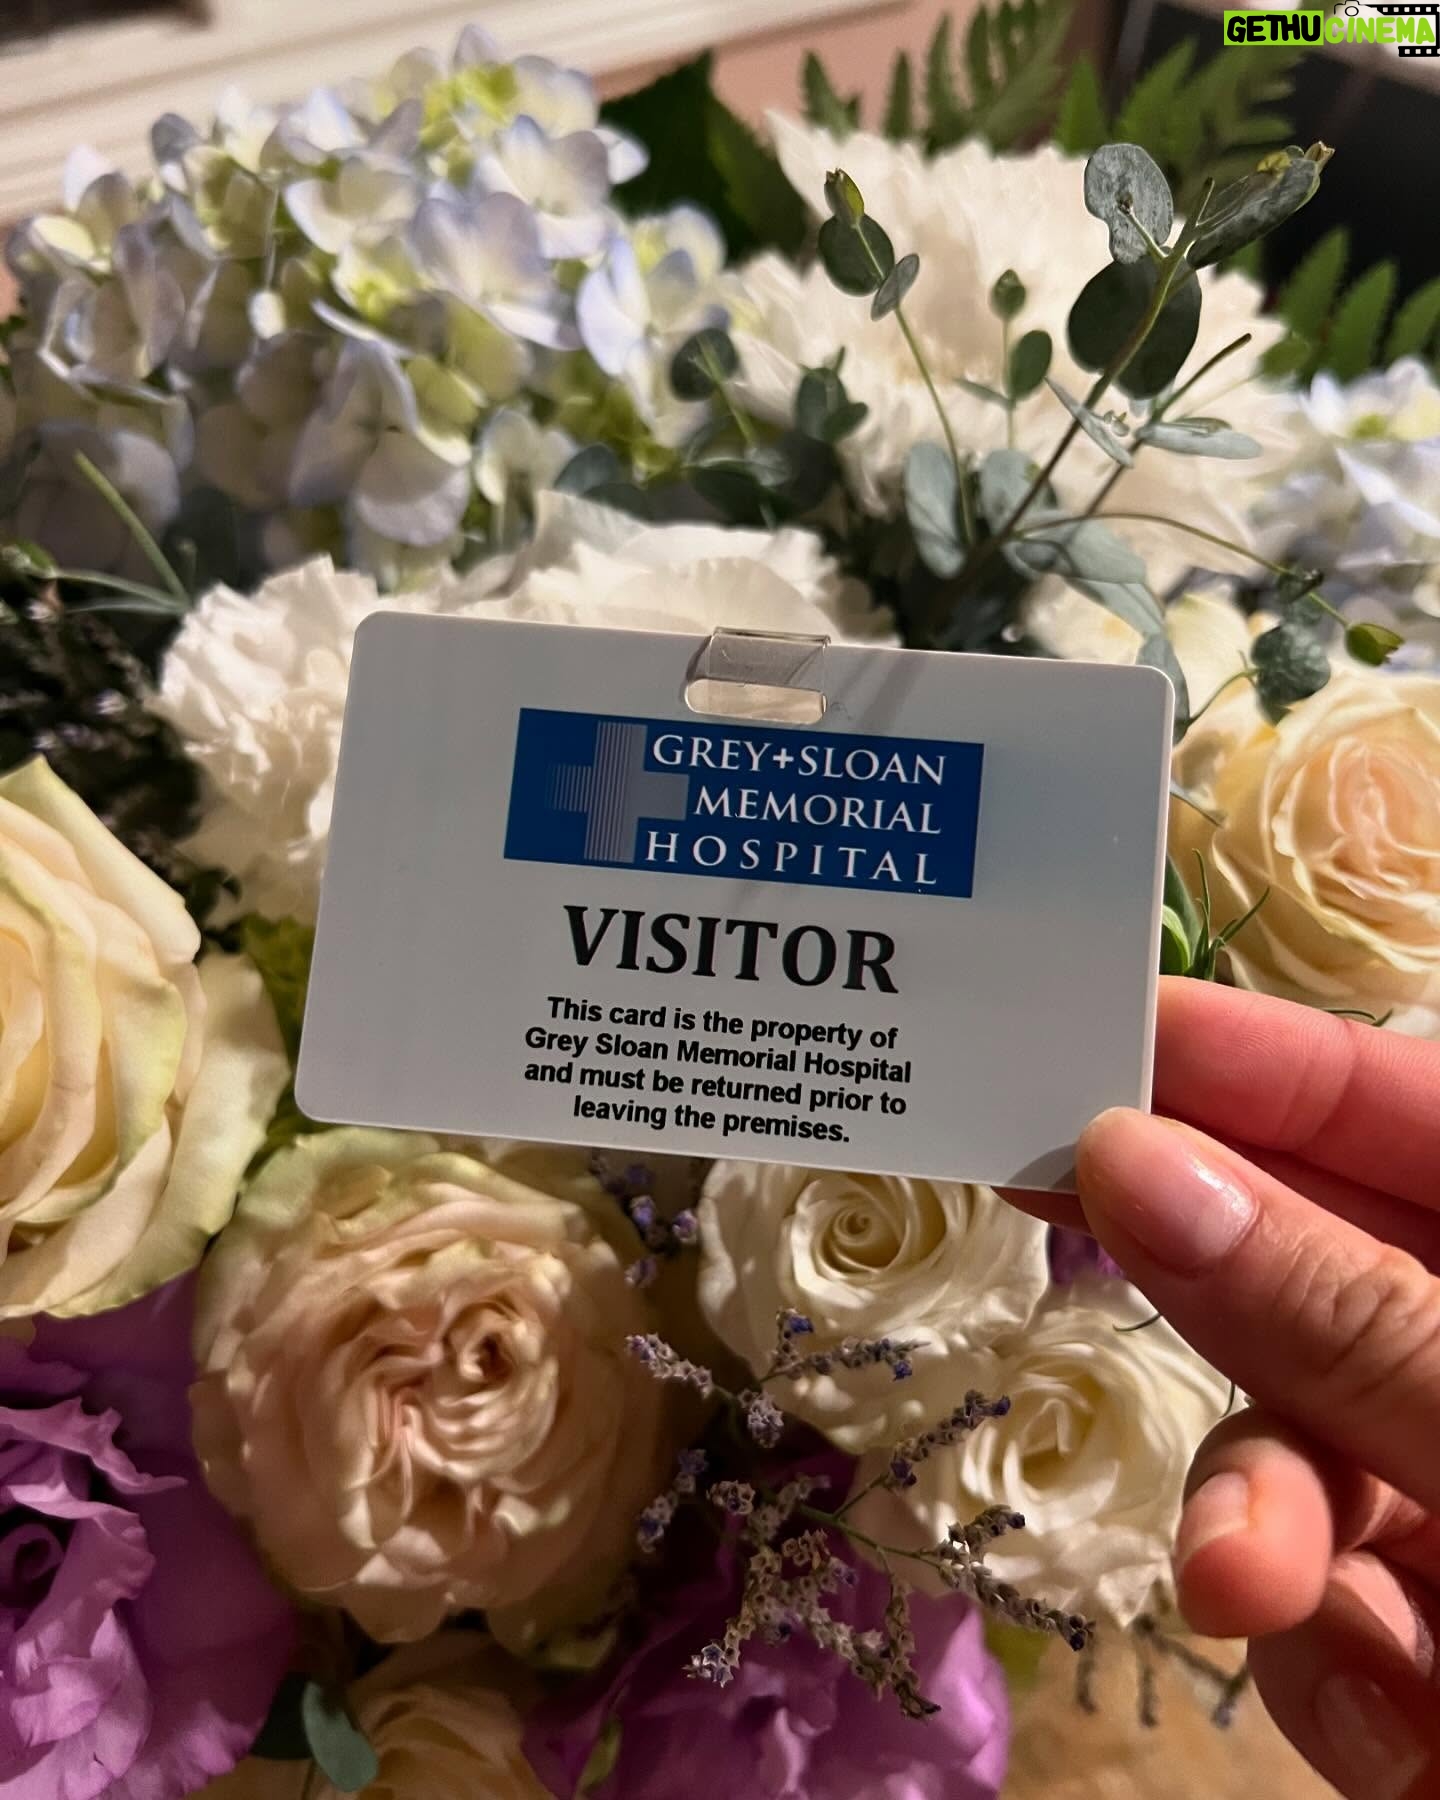 GETHUCINEMA
GREY+SLOAN
MEMORIAL
HOSPITAL
VISITOR
This card is the property of
Grey Sloan Memorial Hospital
and must be returned prior to
leaving the premises.